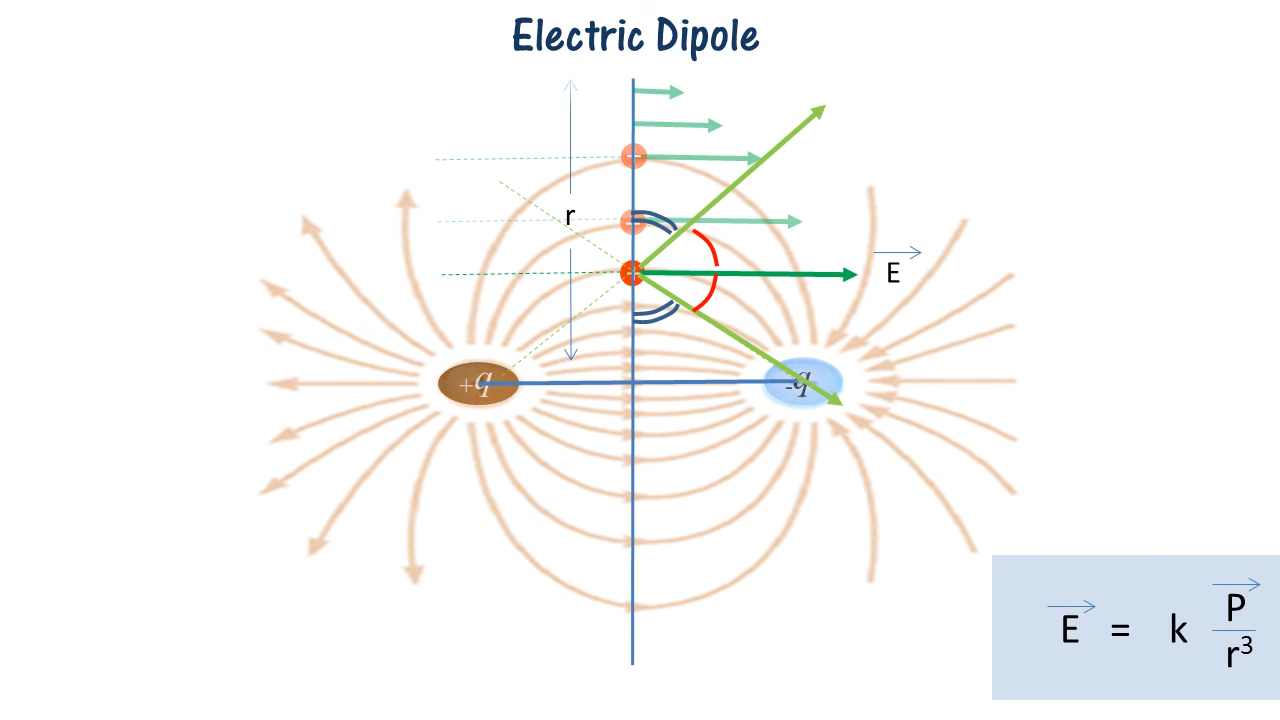 Electric Dipole
r
E
+q
-q
E = k P/r³